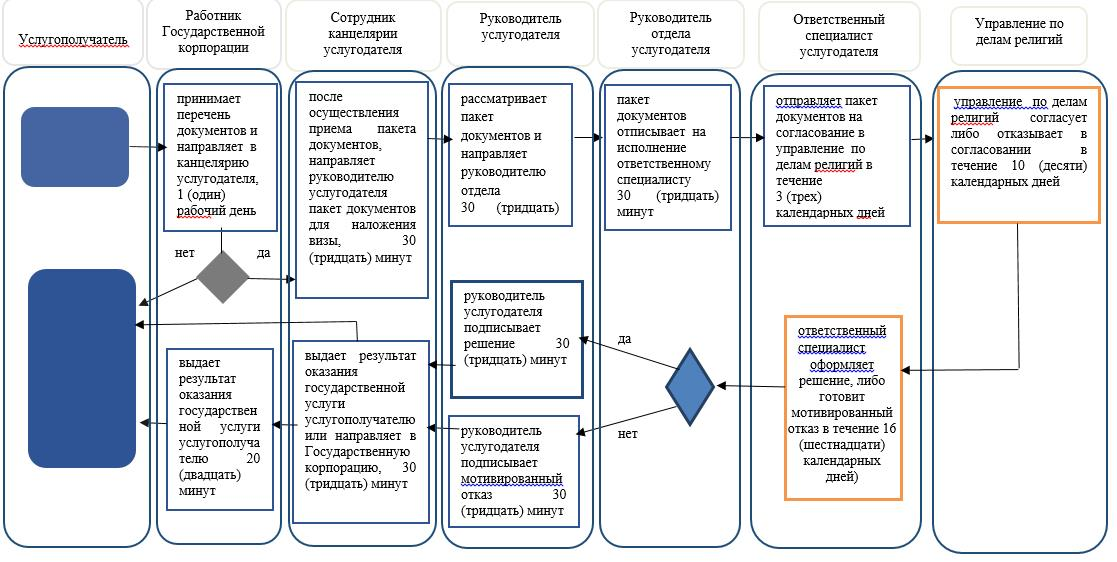 Услугополучатель
Работник
Государственной
корпорации
Сотрудник
канцелярии
услугодателя
Руководитель
услугодателя
Руководитель
отдела
услугодателя
Ответственный
специалист
услугодателя
Управление по
делам религий
принимает
перечень
документов и
направляет в
канцелярию
услугодателя,
1 (один)
рабочий день
после
осуществления
приема пакета
документов,
направляет
руководителю
услугодателя
пакет документов
для наложения
визы, 30
(тридцать) минут
рассматривает
пакет
документов и
направляет
руководителю
отдела
30 (тридцать)
пакет
документов
отписывает на
исполнение
ответственному
специалисту
30 (тридцать)
минут
отправляет пакет
документов на
согласование в
управление по
делам религий в
течение
3 (трех)
календарных дней
управление по делам
религий согласует
либо отказывает в
согласовании в
течение 10 (десяти)
календарных дней
нет да
руководитель
услугодателя
подписывает
решение 30
(тридцать) минут
да
нет
ответственный
специалист
оформляет
решение, либо
готовит
мотивированный
отказ в течение 16
(шестнадцати)
календарных
дней)
выдает
результат
оказания
государствен
ной услуги
услугополуча
телю 20
(двадцать)
минут
выдает результат
оказания
государственной
услуги
услугополучателю
или направляет в
Государственную
корпорацию, 30
(тридцать) минут
руководитель
услугодателя
подписывает
мотивированный
отказ 30
(тридцать) минут